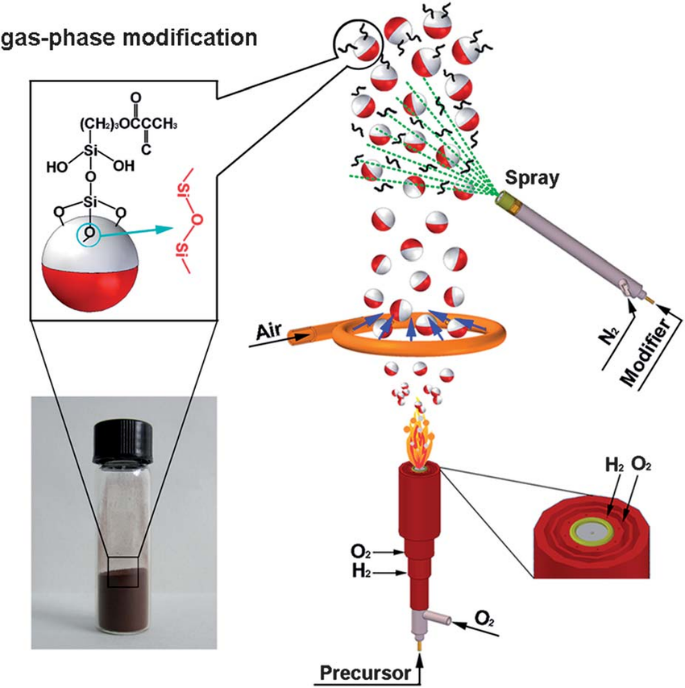 gas-phase modification
O
(CH₂)₃OCCCH₃
C
Si
HO OH
O
Si
O O
O
Si
O
Si
Spray
N₂
Modifier
Air
H₂ O₂
O₂
H₂
O₂
Precursor